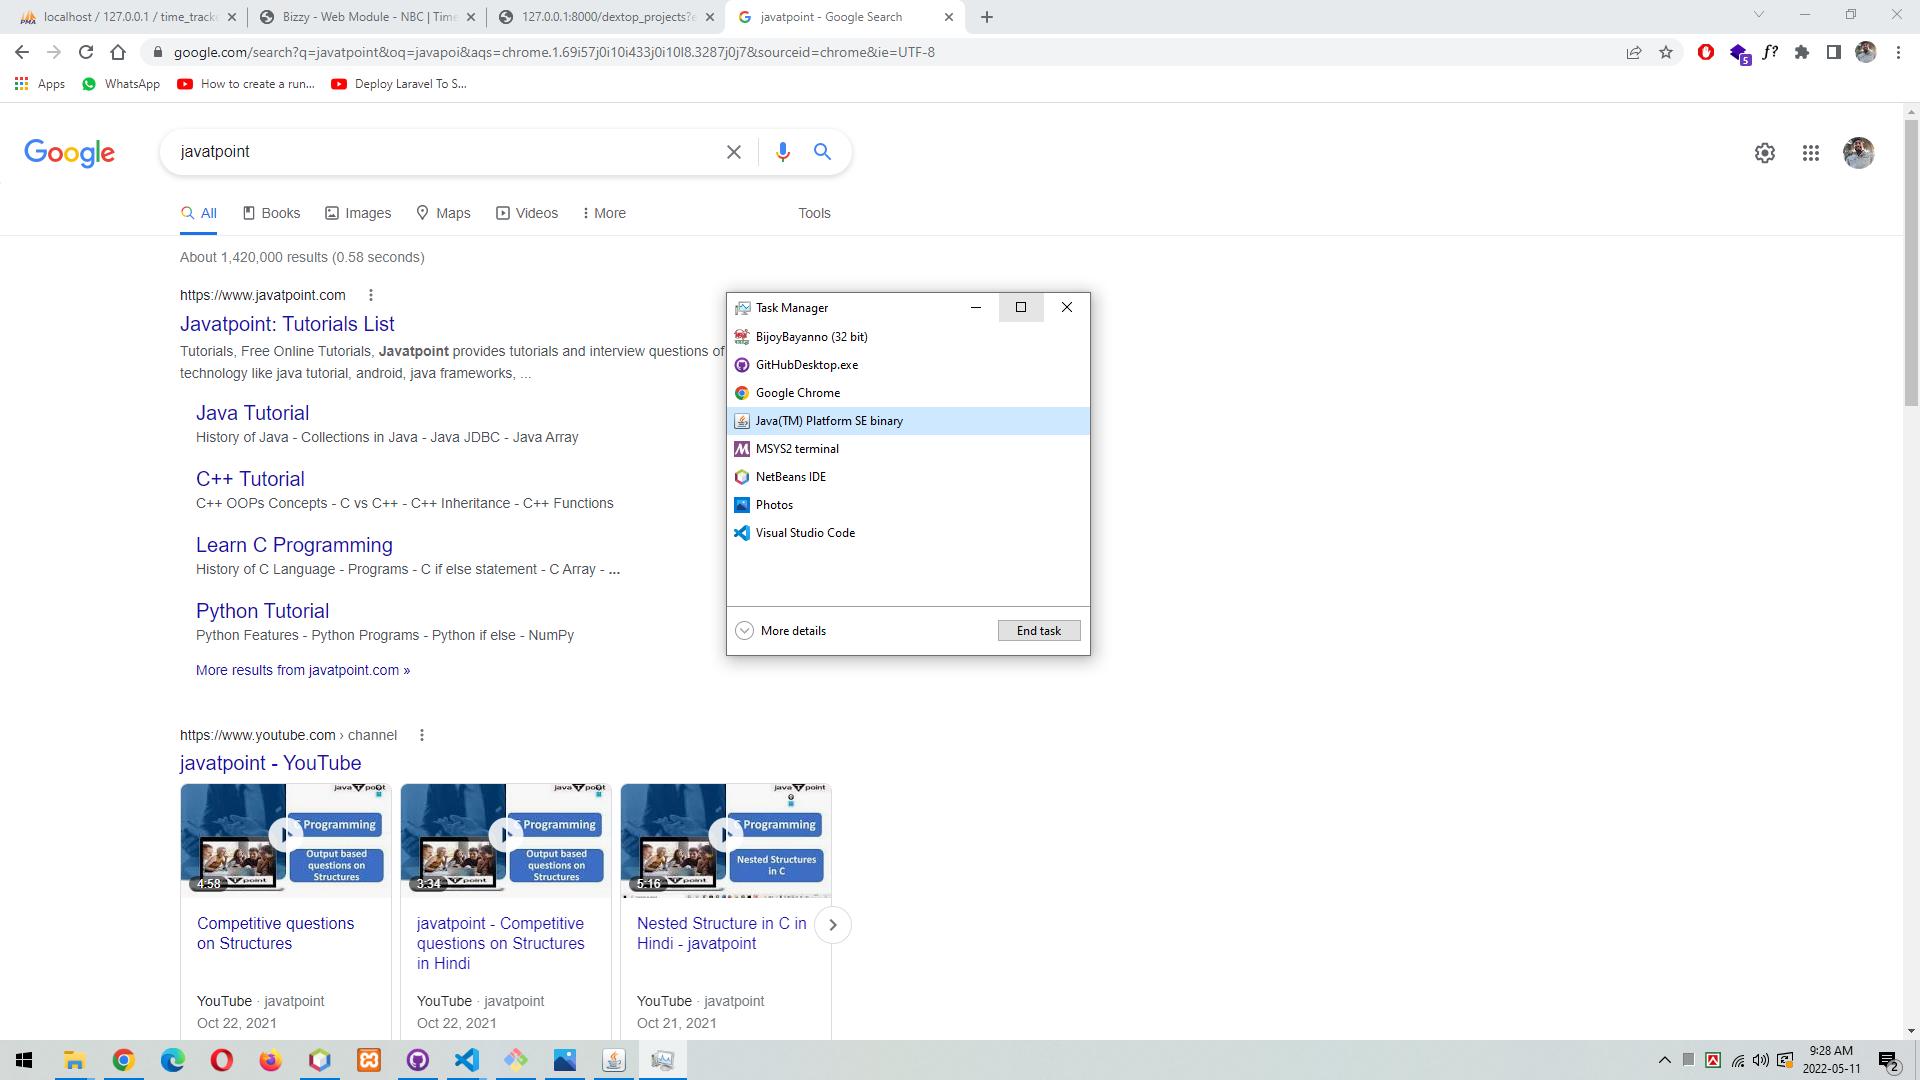 localhost / 127.0.0.1 / time_track
Bizzy - Web Module - NBC | Time
127.0.0.1:8000/dextop_projects?e
javatpoint - Google Search
google.com/search?q=javatpoint&oq=javapoi&aqs=chrome.1.69i57j0i10i433j0i10l8.3287j0j7&sourceid=chrome&ie=UTF-8
5
f?
Apps
WhatsApp
How to create a run...
Deploy Laravel To S...
Google
javatpoint
All
Books
Images
Maps
Videos
More
Tools
About 1,420,000 results (0.58 seconds)
https://www.javatpoint.com
Javatpoint: Tutorials List
Tutorials, Free Online Tutorials, Javatpoint provides tutorials and interview questions of
technology like java tutorial, android, java frameworks, ...
Java Tutorial
History of Java - Collections in Java - Java JDBC - Java Array
C++ Tutorial
C++ OOPs Concepts - C vs C++ - C++ Inheritance - C++ Functions
Learn C Programming
History of C Language - Programs - C if else statement - C Array - ...
Python Tutorial
Python Features - Python Programs - Python if else - NumPy
More results from javatpoint.com »
Task Manager
BijoyBayanno (32 bit)
GitHubDesktop.exe
Google Chrome
Java(TM) Platform SE binary
MSYS2 terminal
NetBeans IDE
Photos
Visual Studio Code
More details
End task
https://www.youtube.com › channel
javatpoint - YouTube
java T point
C Programming
Output based
questions on
Structures
4:58
java T point
C Programming
Output based
questions on
Structures
3:34
java T point
C Programming
Nested Structures
in C
5:16
Competitive questions
on Structures
YouTube · javatpoint
Oct 22, 2021
javatpoint - Competitive
questions on Structures
in Hindi
YouTube · javatpoint
Oct 22, 2021
Nested Structure in C in
Hindi - javatpoint
YouTube · javatpoint
Oct 21, 2021
9:28 AM
2022-05-11
2